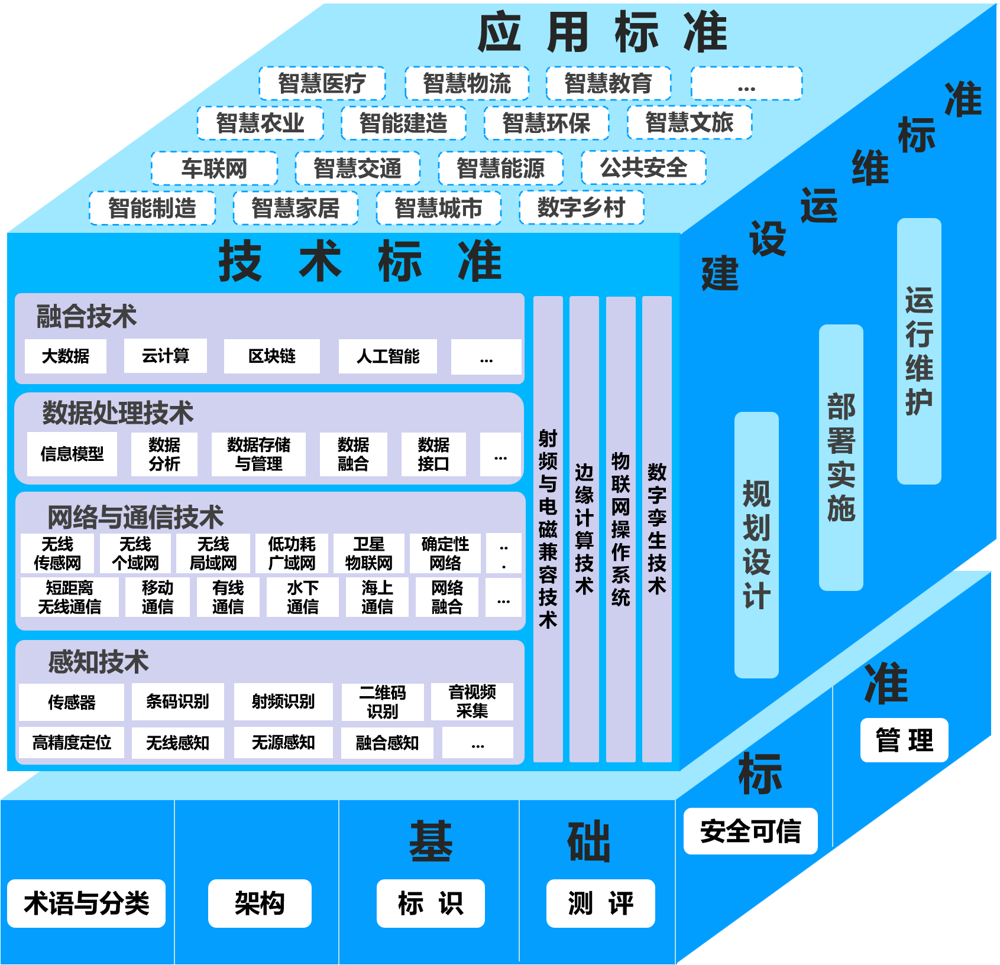 应用标准
智慧医疗
智慧物流
智慧教育
...
智慧农业
智能建造
智慧环保
智慧文旅
车联网
智慧交通
智慧能源
公共安全
智能制造
智慧家居
智慧城市
数字乡村
技术标准
融合技术
大数据
云计算
区块链
人工智能
...
数据处理技术
信息模型
数据
分析
数据存储
与管理
数据
融合
数据
接口
...
网络与通信技术
无线
传感网
无线
个域网
无线
局域网
低功耗
广域网
卫星
物联网
确定性
网络
..
.
短距离
无线通信
移动
通信
有线
通信
水下
通信
海上
通信
网络
融合
...
感知技术
传感器
条码识别
射频识别
二维码
识别
音视频
采集
高精度定位
无线感知
无源感知
融合感知
...
射频与电磁兼容技术
边缘计算技术
物联网操作系统
数字孪生技术
建设运维标准
规划设计
部署实施
运行维护
基础标准
术语与分类
架构
标 识
测 评
安全可信
管 理